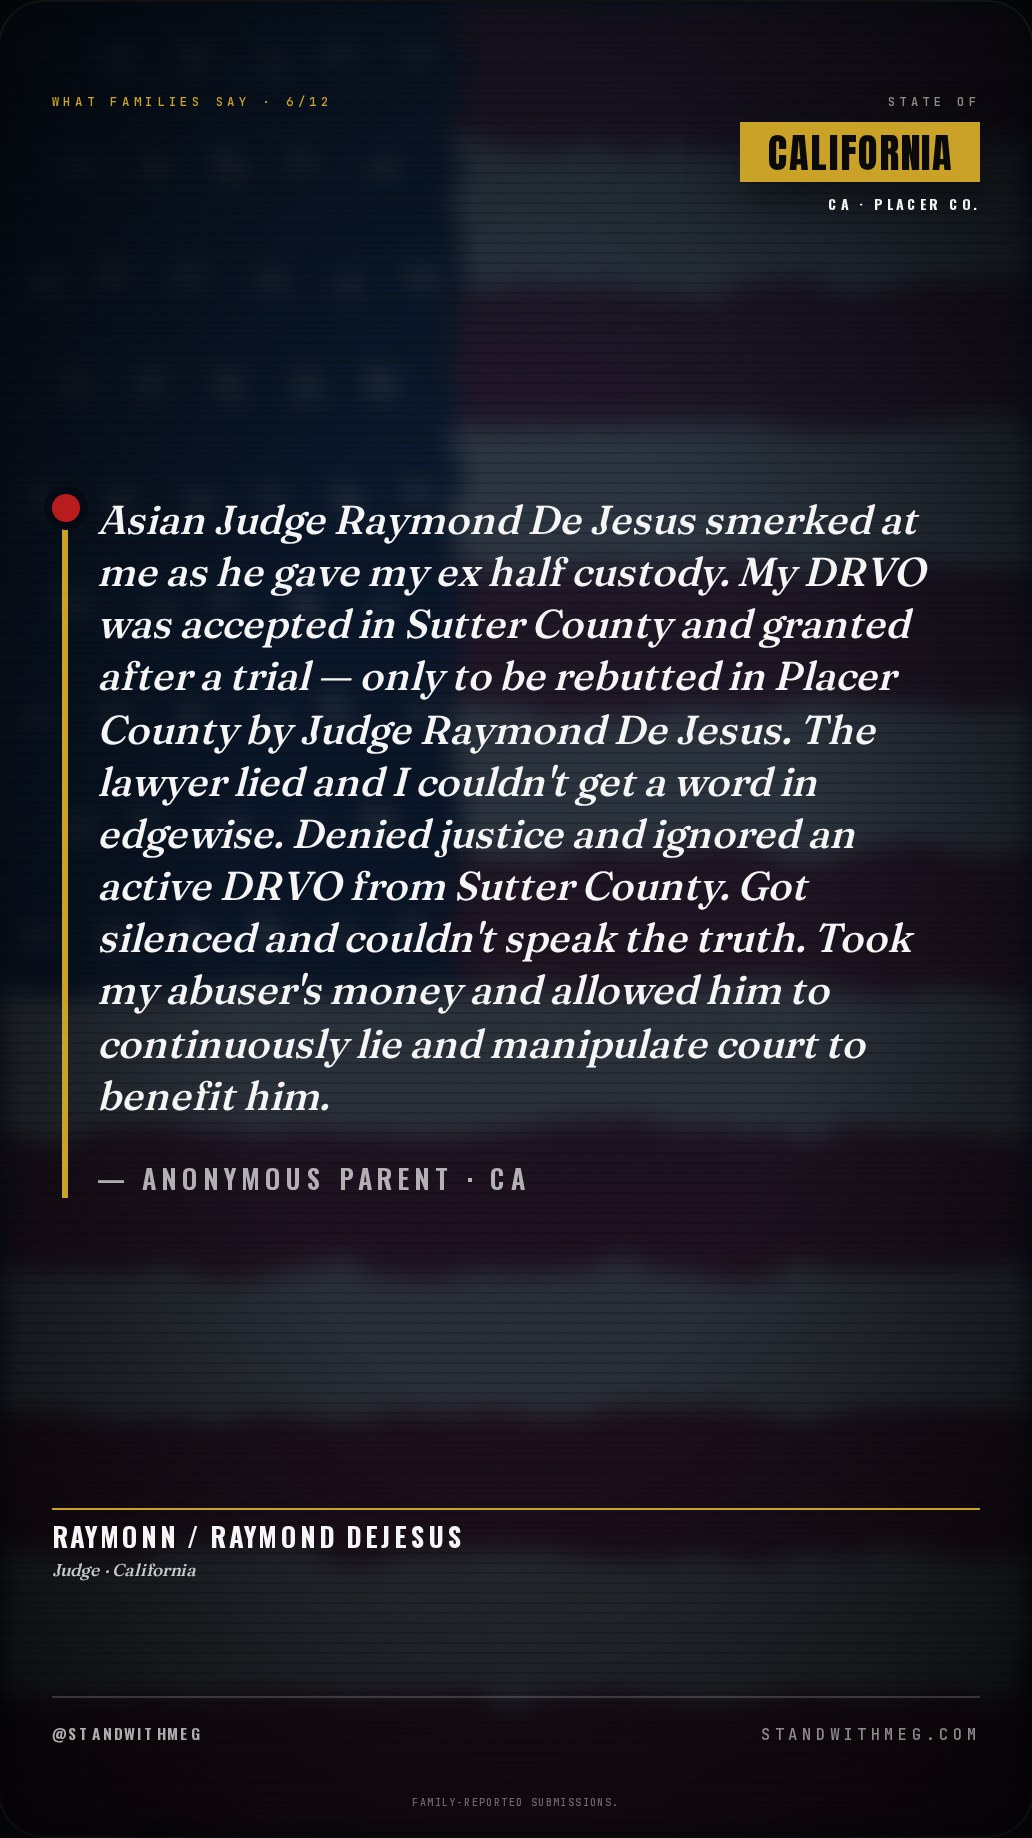 WHAT FAMILIES SAY · 6/12
STATE OF
CALIFORNIA
CA · PLACER CO.
Asian Judge Raymond De Jesus smerked at
me as he gave my ex half custody. My DRVO
was accepted in Sutter County and granted
after a trial — only to be rebutted in Placer
County by Judge Raymond De Jesus. The
lawyer lied and I couldn't get a word in
edgewise. Denied justice and ignored an
active DRVO from Sutter County. Got
silenced and couldn't speak the truth. Took
my abuser's money and allowed him to
continuously lie and manipulate court to
benefit him.
— ANONYMOUS PARENT · CA
RAYMONN / RAYMOND DEJESUS
Judge · California
@STANDWITHMEG
STANDWITHMEG.COM
FAMILY-REPORTED SUBMISSIONS.